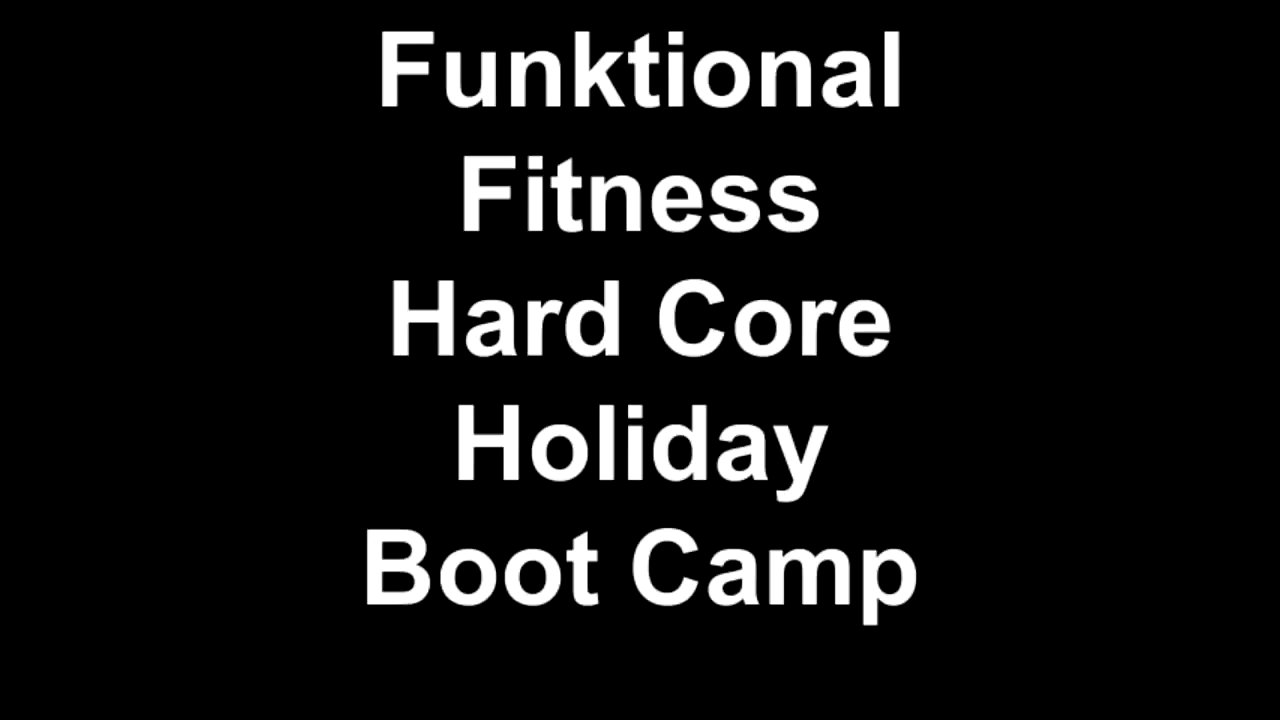 Funktional
Fitness
Hard Core
Holiday
Boot Camp